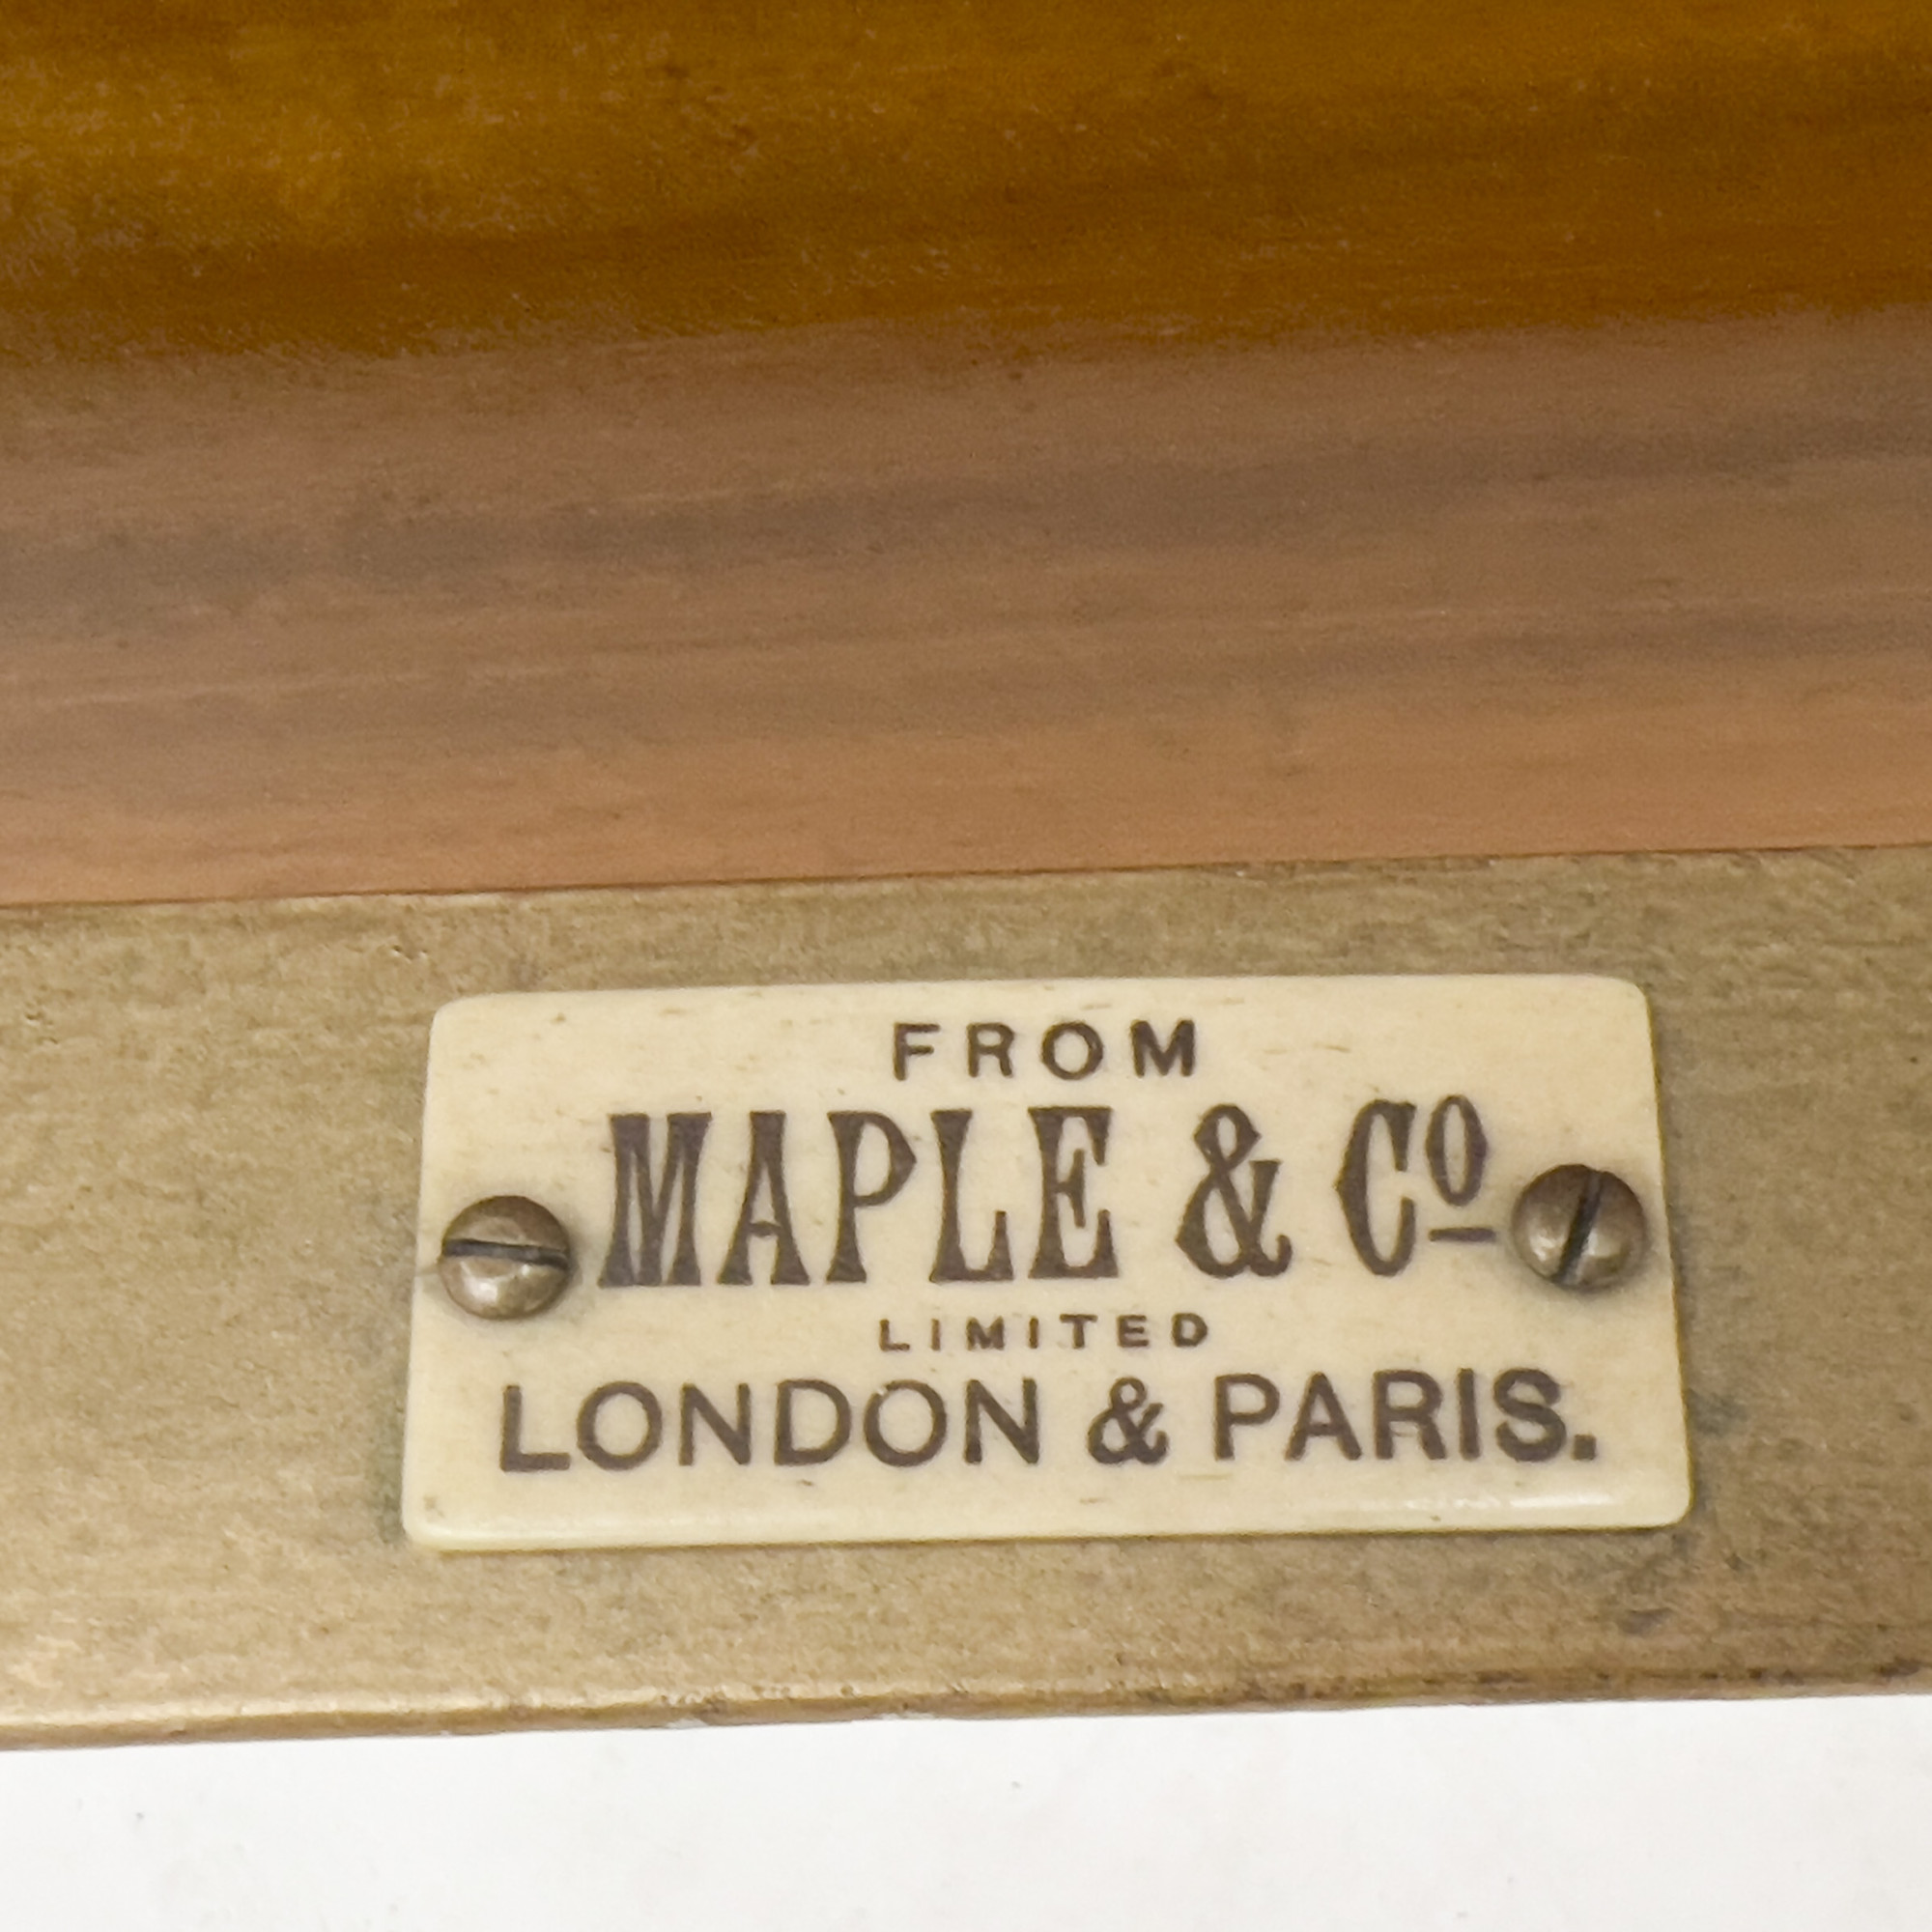 FROM
MAPLE & Cº
LIMITED
LONDON & PARIS.